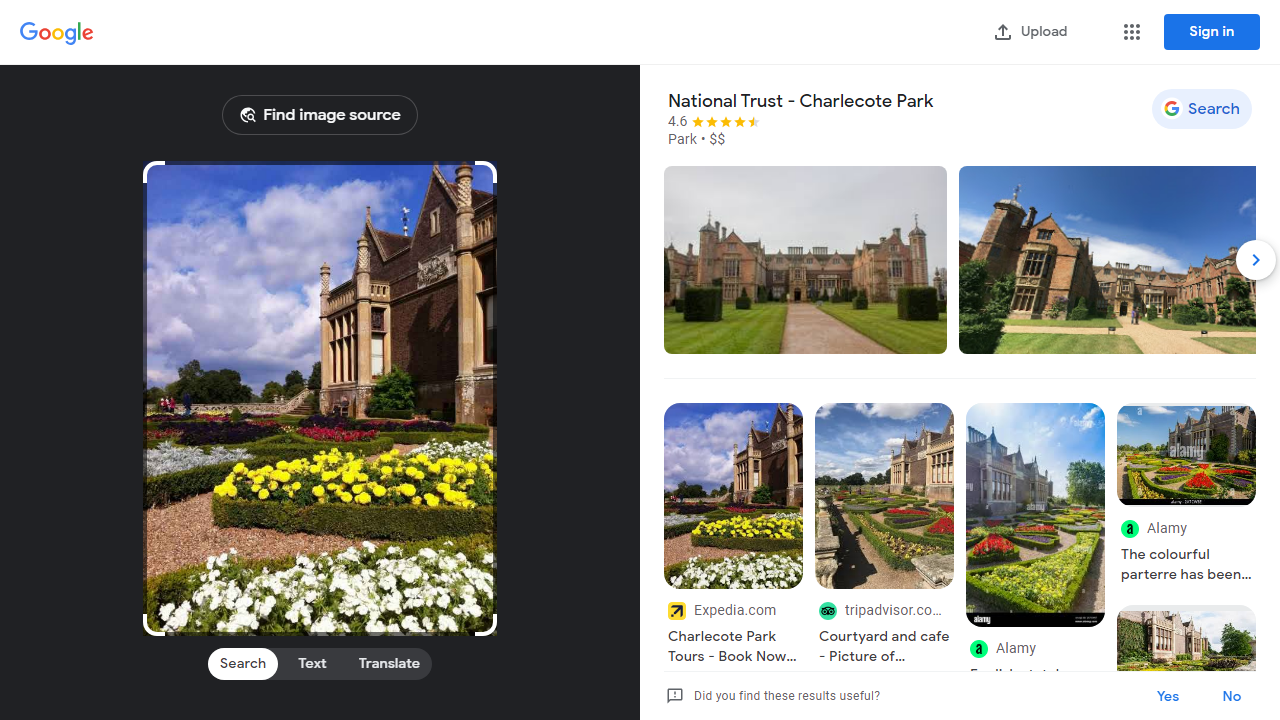 Google
Upload
Sign in
Find image source
National Trust - Charlecote Park
4.6
Park • $$
Search
Expedia.com
Charlecote Park
Tours - Book Now...
tripadvisor.co...
Courtyard and cafe
- Picture of...
alamy
Alamy
alamy
Alamy
The colourful
parterre has been...
Search
Text
Translate
Did you find these results useful?
Yes
No